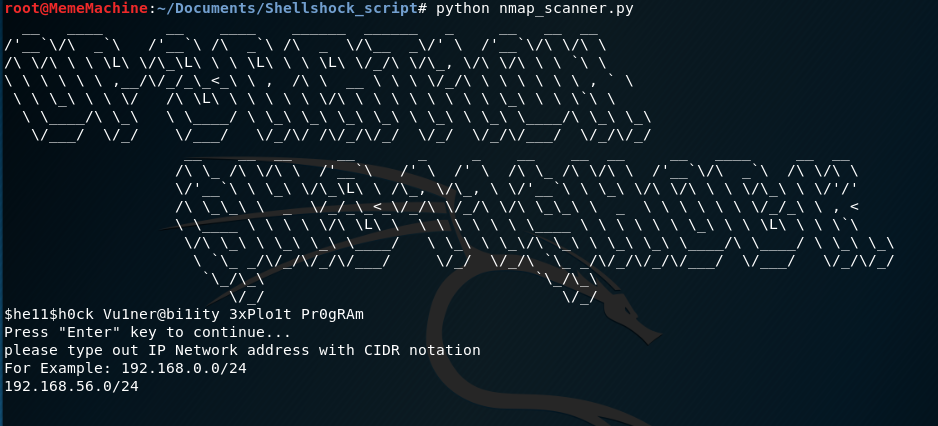 root@MemeMachine:~/Documents/Shellshock_script# python nmap_scanner.py
$he11$h0ck Vu1ner@bi1ity 3xPlo1t Pr0gRAm
Press "Enter" key to continue...
please type out IP Network address with CIDR notation
For Example: 192.168.0.0/24
192.168.56.0/24